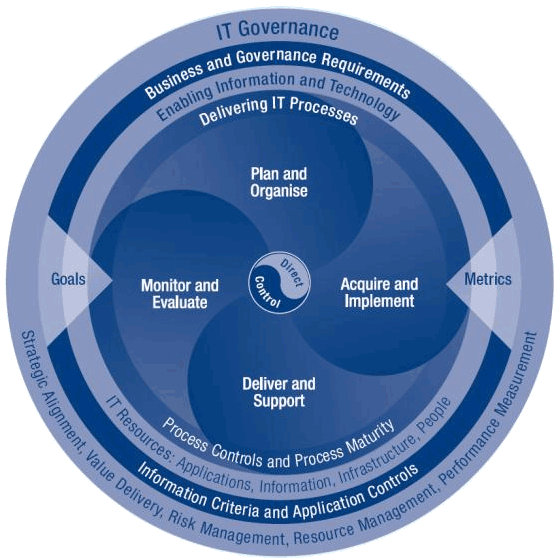 IT Governance
Business and Governance Requirements
Enabling Information and Technology
Delivering IT Processes
Plan and
Organise
Goals
Monitor and
Evaluate
Direct
Control
Acquire and
Implement
Metrics
Deliver and
Support
Process Controls and Process Maturity
IT Resources: Applications, Information, Infrastructure, People
Information Criteria and Application Controls
Strategic Alignment, Value Delivery, Risk Management, Resource Management, Performance Measurement